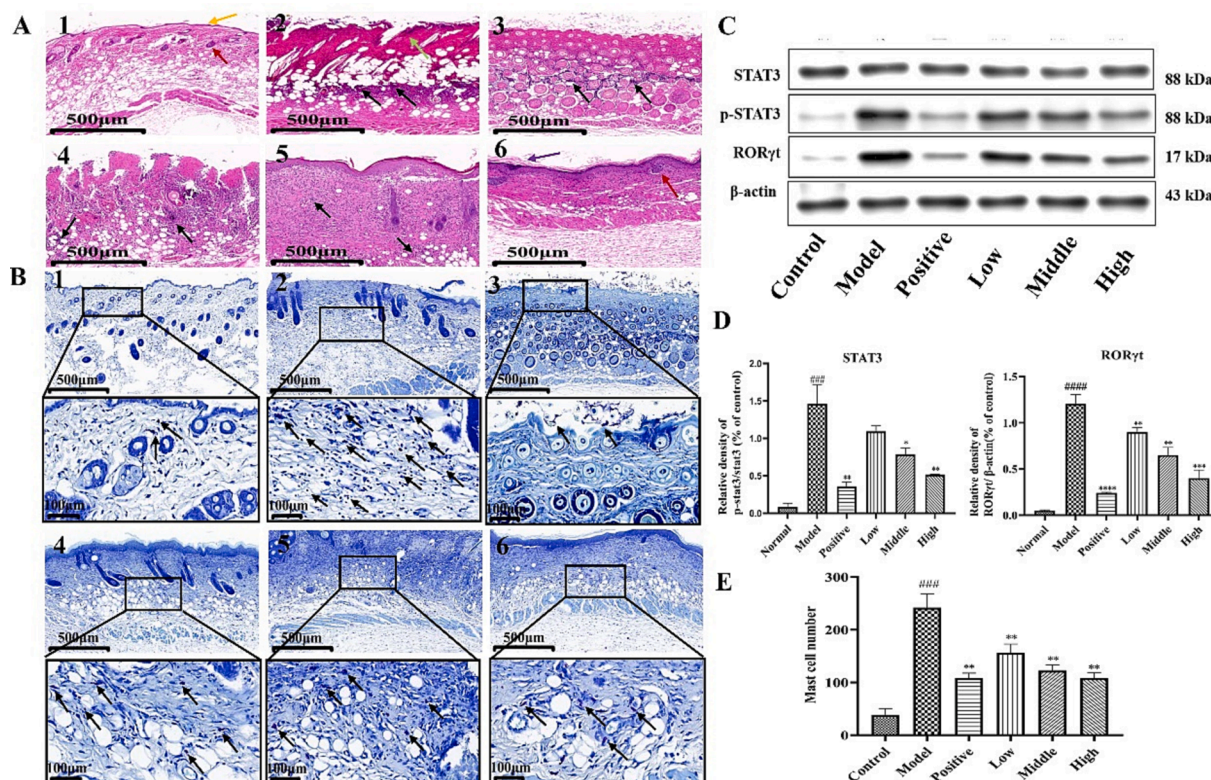 A
1
2
3
500μm
500μm
500μm
4
5
6
500μm
500μm
500μm
B
1
2
3
500μm
500μm
500μm
100μm
100μm
100μm
4
5
6
500μm
500μm
500μm
100μm
100μm
100μm
C
STAT3
88 kDa
p-STAT3
88 kDa
RORγt
17 kDa
β-actin
43 kDa
Control
Model
Positive
Low
Middle
High
D
STAT3
Relative density of
p-stat3/stat3 (% of control)
2.0
1.5
1.0
0.5
0.0
###
**
*
**
Normal
Model
Positive
Low
Middle
High
RORγt
Relative density of
RORγt/ β-actin(% of control)
1.5
1.0
0.5
0.0
####
****
**
**
***
Normal
Model
Positive
Low
Middle
High
E
Mast cell number
300
200
100
0
###
**
**
**
**
Control
Model
Positive
Low
Middle
High